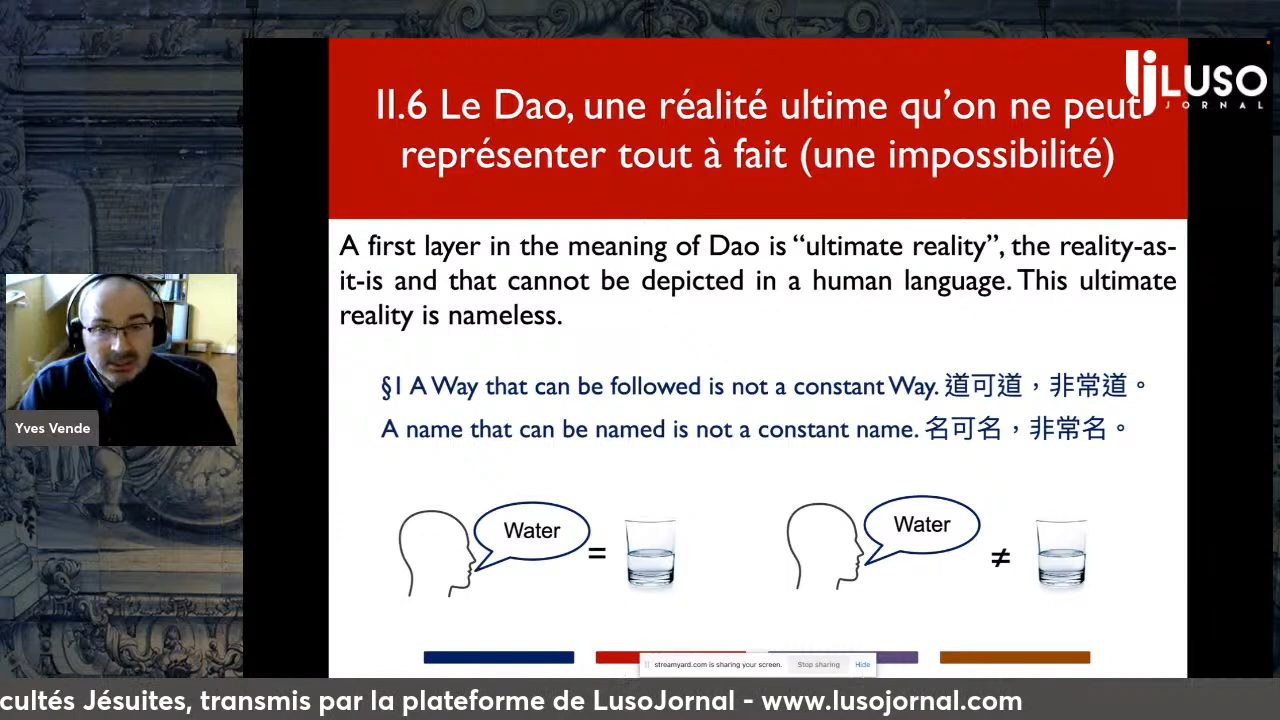 LUSO
JORNAL
II.6 Le Dao, une réalité ultime qu’on ne peut
représenter tout à fait (une impossibilité)
A first layer in the meaning of Dao is “ultimate reality”, the reality-as-
it-is and that cannot be depicted in a human language. This ultimate
reality is nameless.
§1 A Way that can be followed is not a constant Way. 道可道，非常道。
A name that can be named is not a constant name. 名可名，非常名。
Yves Vende
Water
=
Water
≠
streamyard.com is sharing your screen. Stop sharing Hide
cultés Jésuites, transmis par la plateforme de LusoJornal - www.lusojornal.com